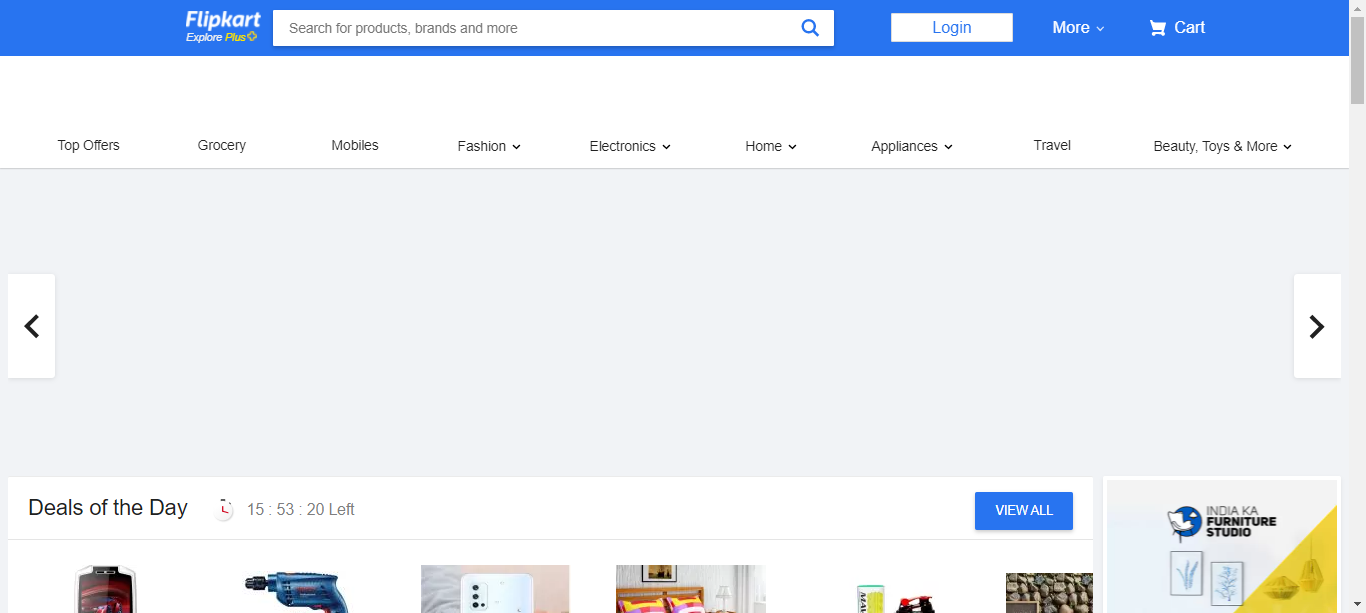 Flipkart
Explore Plus
Search for products, brands and more
Login
More
Cart
Top Offers
Grocery
Mobiles
Fashion
Electronics
Home
Appliances
Travel
Beauty, Toys & More
Deals of the Day
15 : 53 : 20 Left
VIEW ALL
INDIA KA
FURNITURE
STUDIO